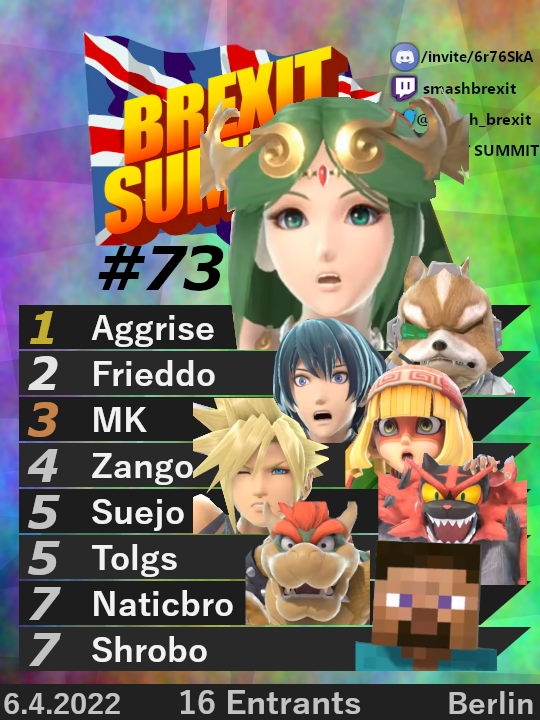 BREXIT
#73
/invite/6r76SkA
smashbrexit
SUMMIT
1 Aggrise
2 Frieddo
3 MK
4 Zango
5 Suejo
5 Tolgs
7 Naticbro
7 Shrobo
6.4.2022 16 Entrants Berlin